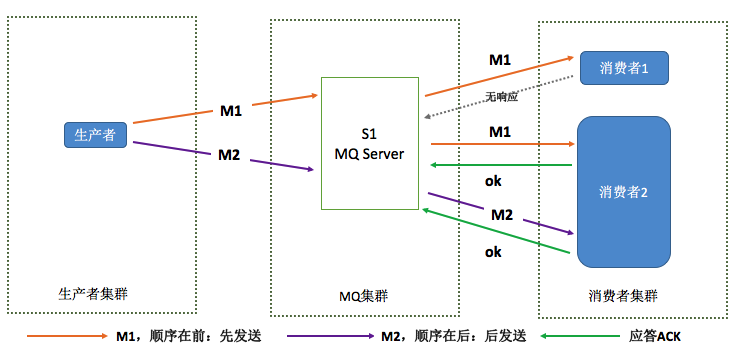 生产者
生产者集群
M1
M2
S1
MQ Server
MQ集群
M1
无响应
M1
ok
M2
ok
消费者1
消费者2
消费者集群
M1，顺序在前：先发送
M2，顺序在后：后发送
应答ACK